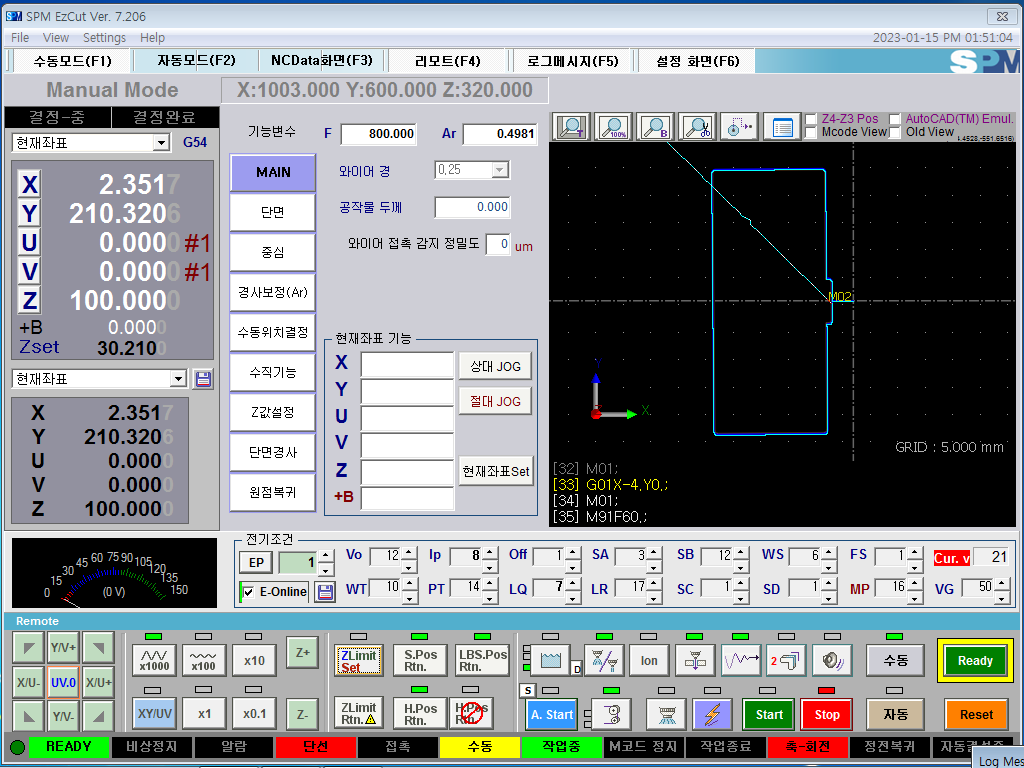 SPM EzCut Ver. 7.206
File View Settings Help
2023-01-15 PM 01:51:04
수동모드(F1) 자동모드(F2) NCData화면(F3) 리모트(F4) 로그메시지(F5) 설정 화면(F6) SPM
Manual Mode
X:1003.000 Y:600.000 Z:320.000
결정-중 결정완료
현재좌표 G54
X 2.3517
Y 210.3206
U 0.0000 #1
V 0.0000 #1
Z 100.0000
+B 0.0000
Zset 30.2100
현재좌표
X 2.3517
Y 210.3206
U 0.0000
V 0.0000
Z 100.0000
기능변수 F 800.000 Ar 0.4981
MAIN
단면
중심
경사보정(Ar)
수동위치결정
수직기능
Z값설정
단면경사
원점복귀
와이어 경 0,25
공작물 두께 0.000
와이어 접촉 감지 정밀도 0 um
현재좌표 기능
X
Y
U
V
Z
+B
상대 JOG
절대 JOG
현재좌표Set
T 100% B
Z4-Z3 Pos AutoCAD(TM) Emul.
Mcode View Old View
M02
Y
X
GRID : 5.000 mm
[32] M01;
[33] G01X-4,Y0,;
[34] M01;
[35] M91F60,;
0 15 30 45 60 75 90 105 120 135 150
(0 V)
전기조건
EP 1
E-Online
Vo 12 Ip 8 Off 1 SA 3 SB 12 WS 6 FS 1 Cur. v 21
WT 10 PT 14 LQ 7 LR 17 SC 1 SD 1 MP 16 VG 50
Remote
Y/V+
X/U- UV.0 X/U+
Y/V-
x1000 x100 x10 Z+
XY/UV x1 x0.1 Z-
ZLimit Set S.Pos Rtn. LBS.Pos Rtn.
ZLimit Rtn. H.Pos Rtn. H.Pos Rtn.
D Ion 2 수동 Ready
S A. Start Start Stop 자동 Reset
READY 비상정지 알람 단선 접촉 수동 작업중 M코드 정지 작업종료 축-회전 정전복귀
Log Mes